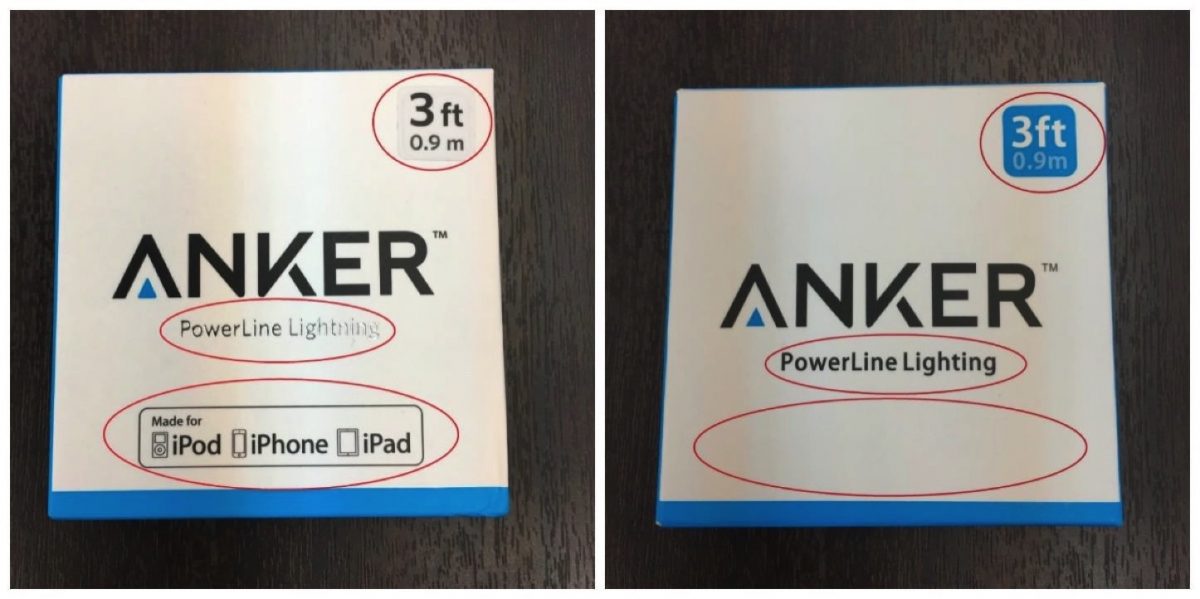 3 ft
0.9 m
ANKER™
PowerLine Lightning
Made for
iPod iPhone iPad
3ft
0.9m
ANKER™
PowerLine Lighting